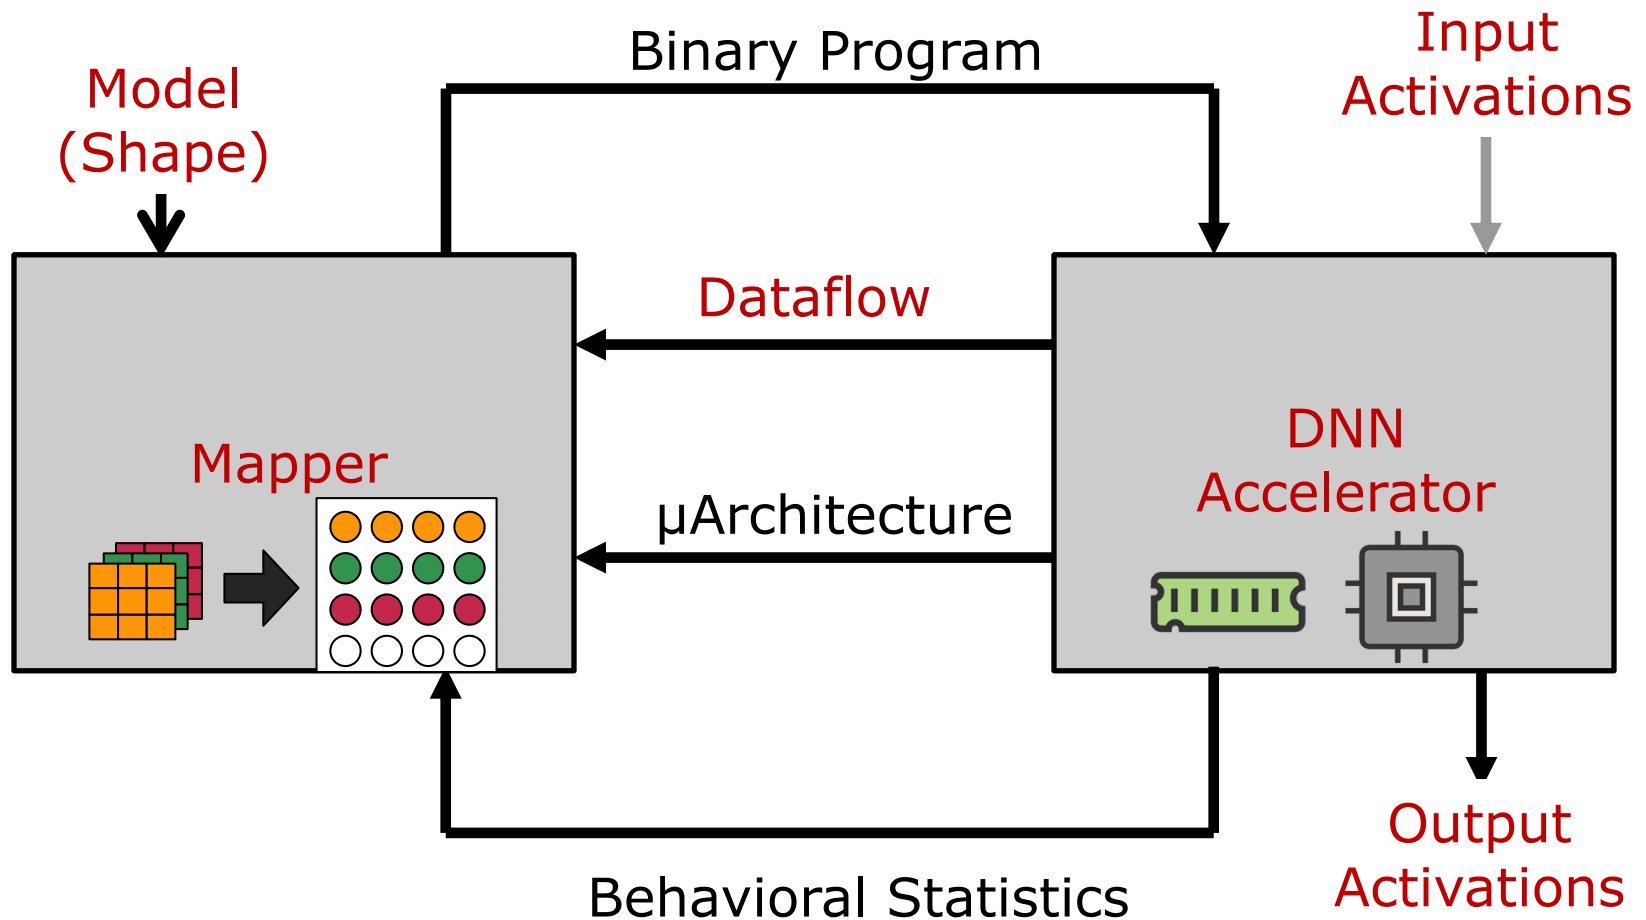 Binary Program
Input
Activations
Model
(Shape)
Dataflow
Mapper
µArchitecture
DNN
Accelerator
Behavioral Statistics
Output
Activations